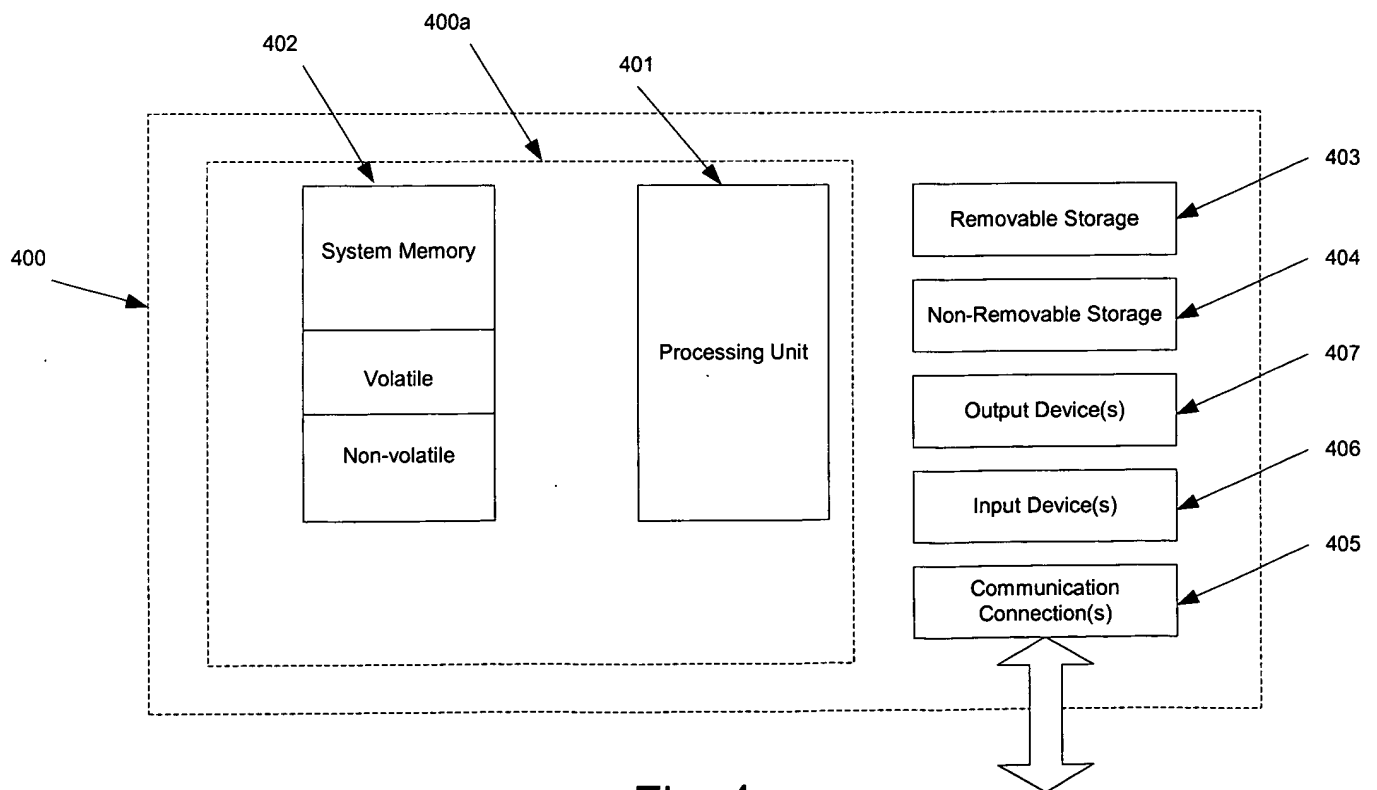 400a
402
401
403
Removable Storage
System Memory
400
404
Non-Removable Storage
Processing Unit
407
Volatile
Output Device(s)
406
Non-volatile
Input Device(s)
405
Communication
Connection(s)